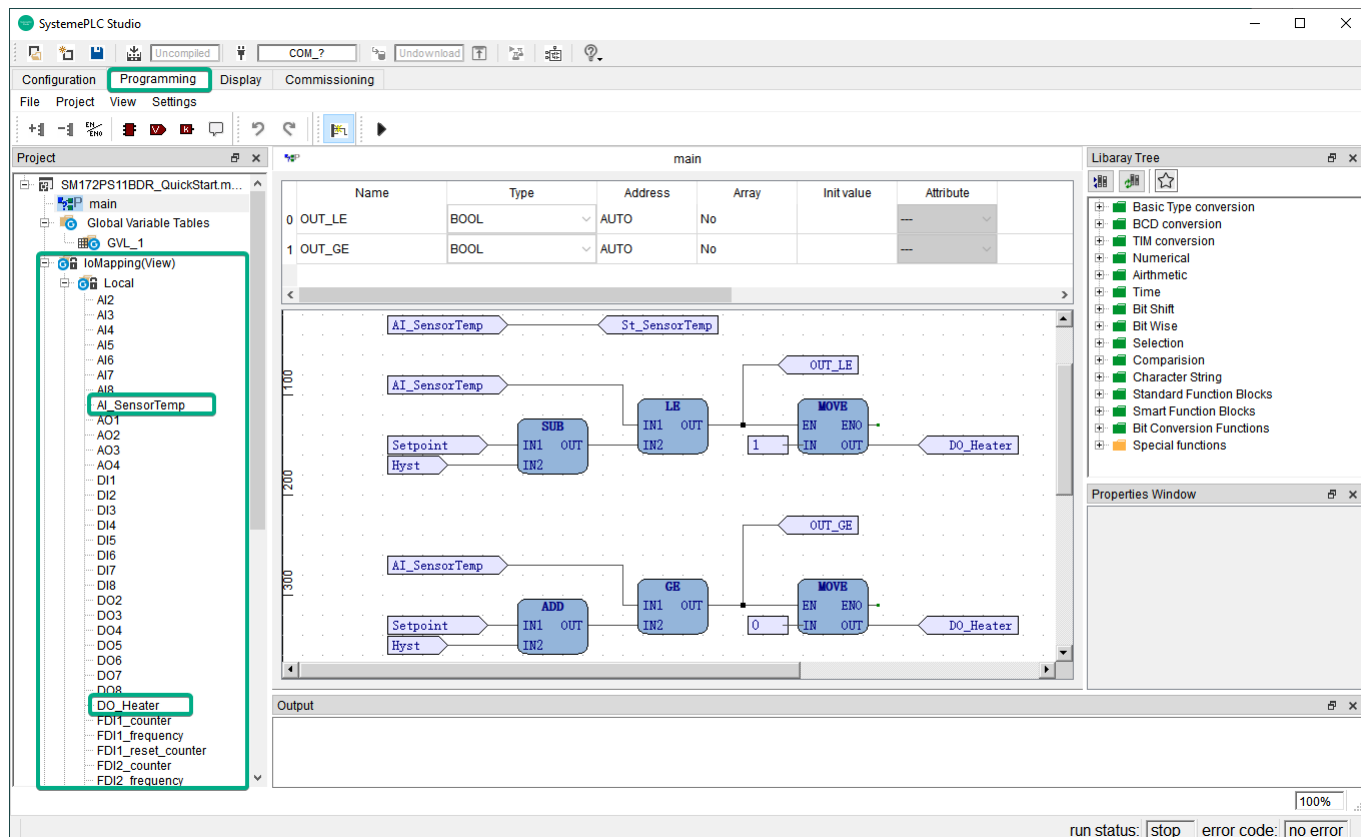 SystemePLC Studio
Uncompiled COM_? Undownload
Configuration Programming Display Commissioning
File Project View Settings
EN/ENO V K
Project
SM172PS11BDR_QuickStart.m...
main
Global Variable Tables
GVL_1
IoMapping(View)
Local
AI2
AI3
AI4
AI5
AI6
AI7
AI8
AI_SensorTemp
AO1
AO2
AO3
AO4
DI1
DI2
DI3
DI4
DI5
DI6
DI7
DI8
DO2
DO3
DO4
DO5
DO6
DO7
DO8
DO_Heater
FDI1_counter
FDI1_frequency
FDI1_reset_counter
FDI2_counter
FDI2_frequency
main
Name Type Address Array Init value Attribute
0 OUT_LE BOOL AUTO No ---
1 OUT_GE BOOL AUTO No ---
AI_SensorTemp St_SensorTemp
OUT_LE
100
AI_SensorTemp
LE MOVE
SUB IN1 OUT EN ENO
Setpoint IN1 OUT IN2 1 IN OUT DO_Heater
Hyst IN2
200
OUT_GE
AI_SensorTemp
300
GE MOVE
ADD IN1 OUT EN ENO
Setpoint IN1 OUT IN2 0 IN OUT DO_Heater
Hyst IN2
Output
Libaray Tree
Basic Type conversion
BCD conversion
TIM conversion
Numerical
Airthmetic
Time
Bit Shift
Bit Wise
Selection
Comparision
Character String
Standard Function Blocks
Smart Function Blocks
Bit Conversion Functions
Special functions
Properties Window
100%
run status: stop error code: no error